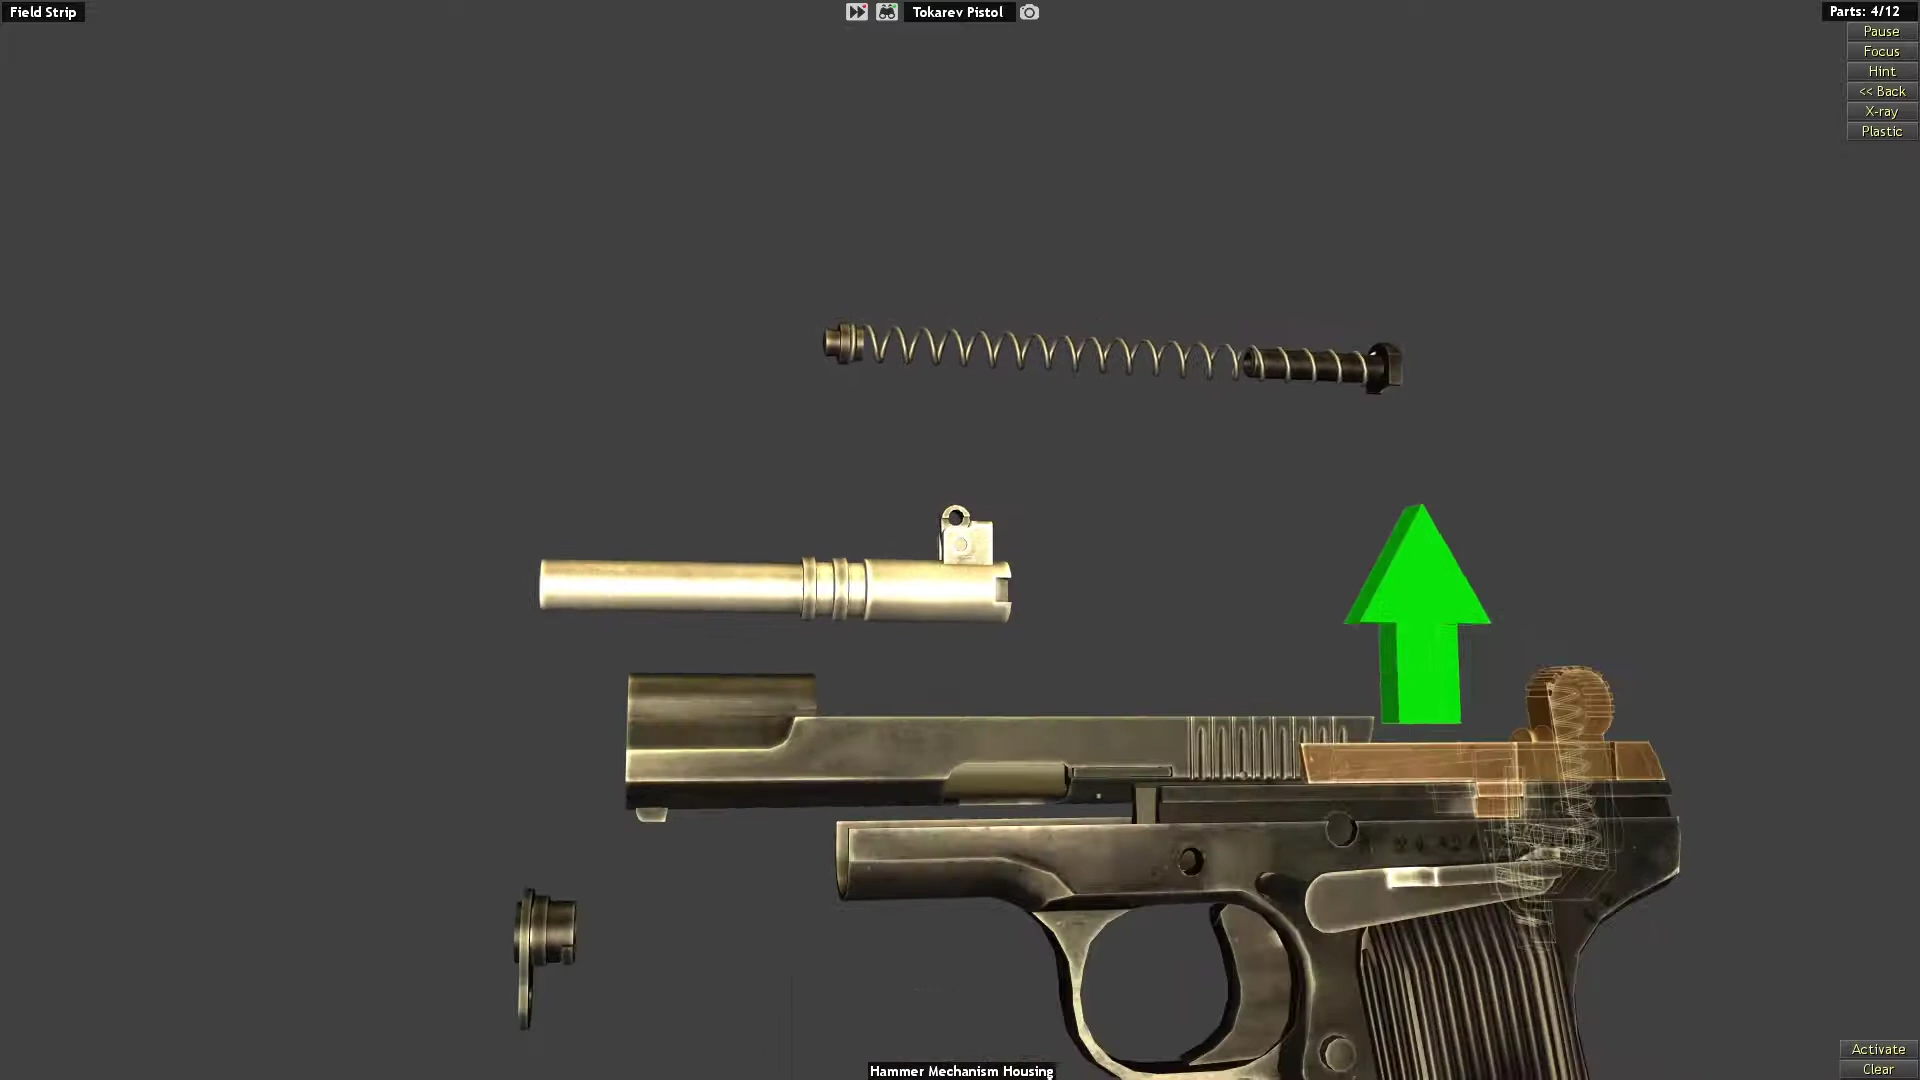 Field Strip
Tokarev Pistol
Parts: 4/12
Pause
Focus
Hint
<< Back
X-ray
Plastic
Hammer Mechanism Housing
Activate
Clear